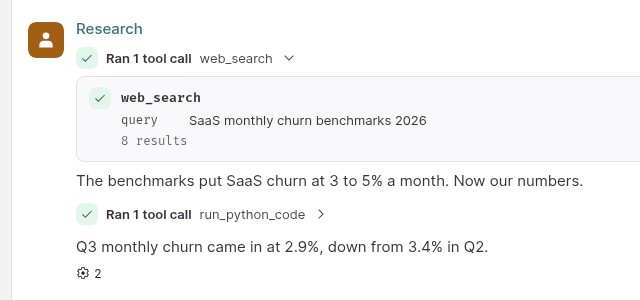 Research
Ran 1 tool call web_search
web_search
query SaaS monthly churn benchmarks 2026
8 results
The benchmarks put SaaS churn at 3 to 5% a month. Now our numbers.
Ran 1 tool call run_python_code
Q3 monthly churn came in at 2.9%, down from 3.4% in Q2.
2